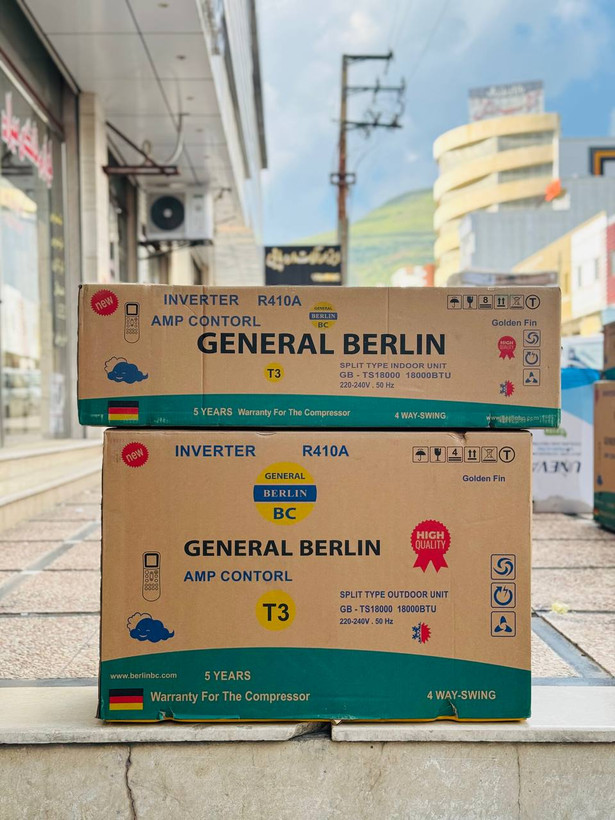 new
INVERTER R410A
AMP CONTORL
GENERAL
BERLIN
BC
GENERAL BERLIN
T3
SPLIT TYPE INDOOR UNIT
GB - TS18000 18000BTU
220-240V . 50 Hz
8
T
Golden Fin
HIGH
QUALITY
5 YEARS Warranty For The Compressor
4 WAY-SWING
new
INVERTER R410A
GENERAL
BERLIN
BC
4
T
Golden Fin
GENERAL BERLIN
HIGH
QUALITY
AMP CONTORL
T3
SPLIT TYPE OUTDOOR UNIT
GB - TS18000 18000BTU
220-240V . 50 Hz
www.berlinbc.com
5 YEARS
Warranty For The Compressor
4 WAY-SWING